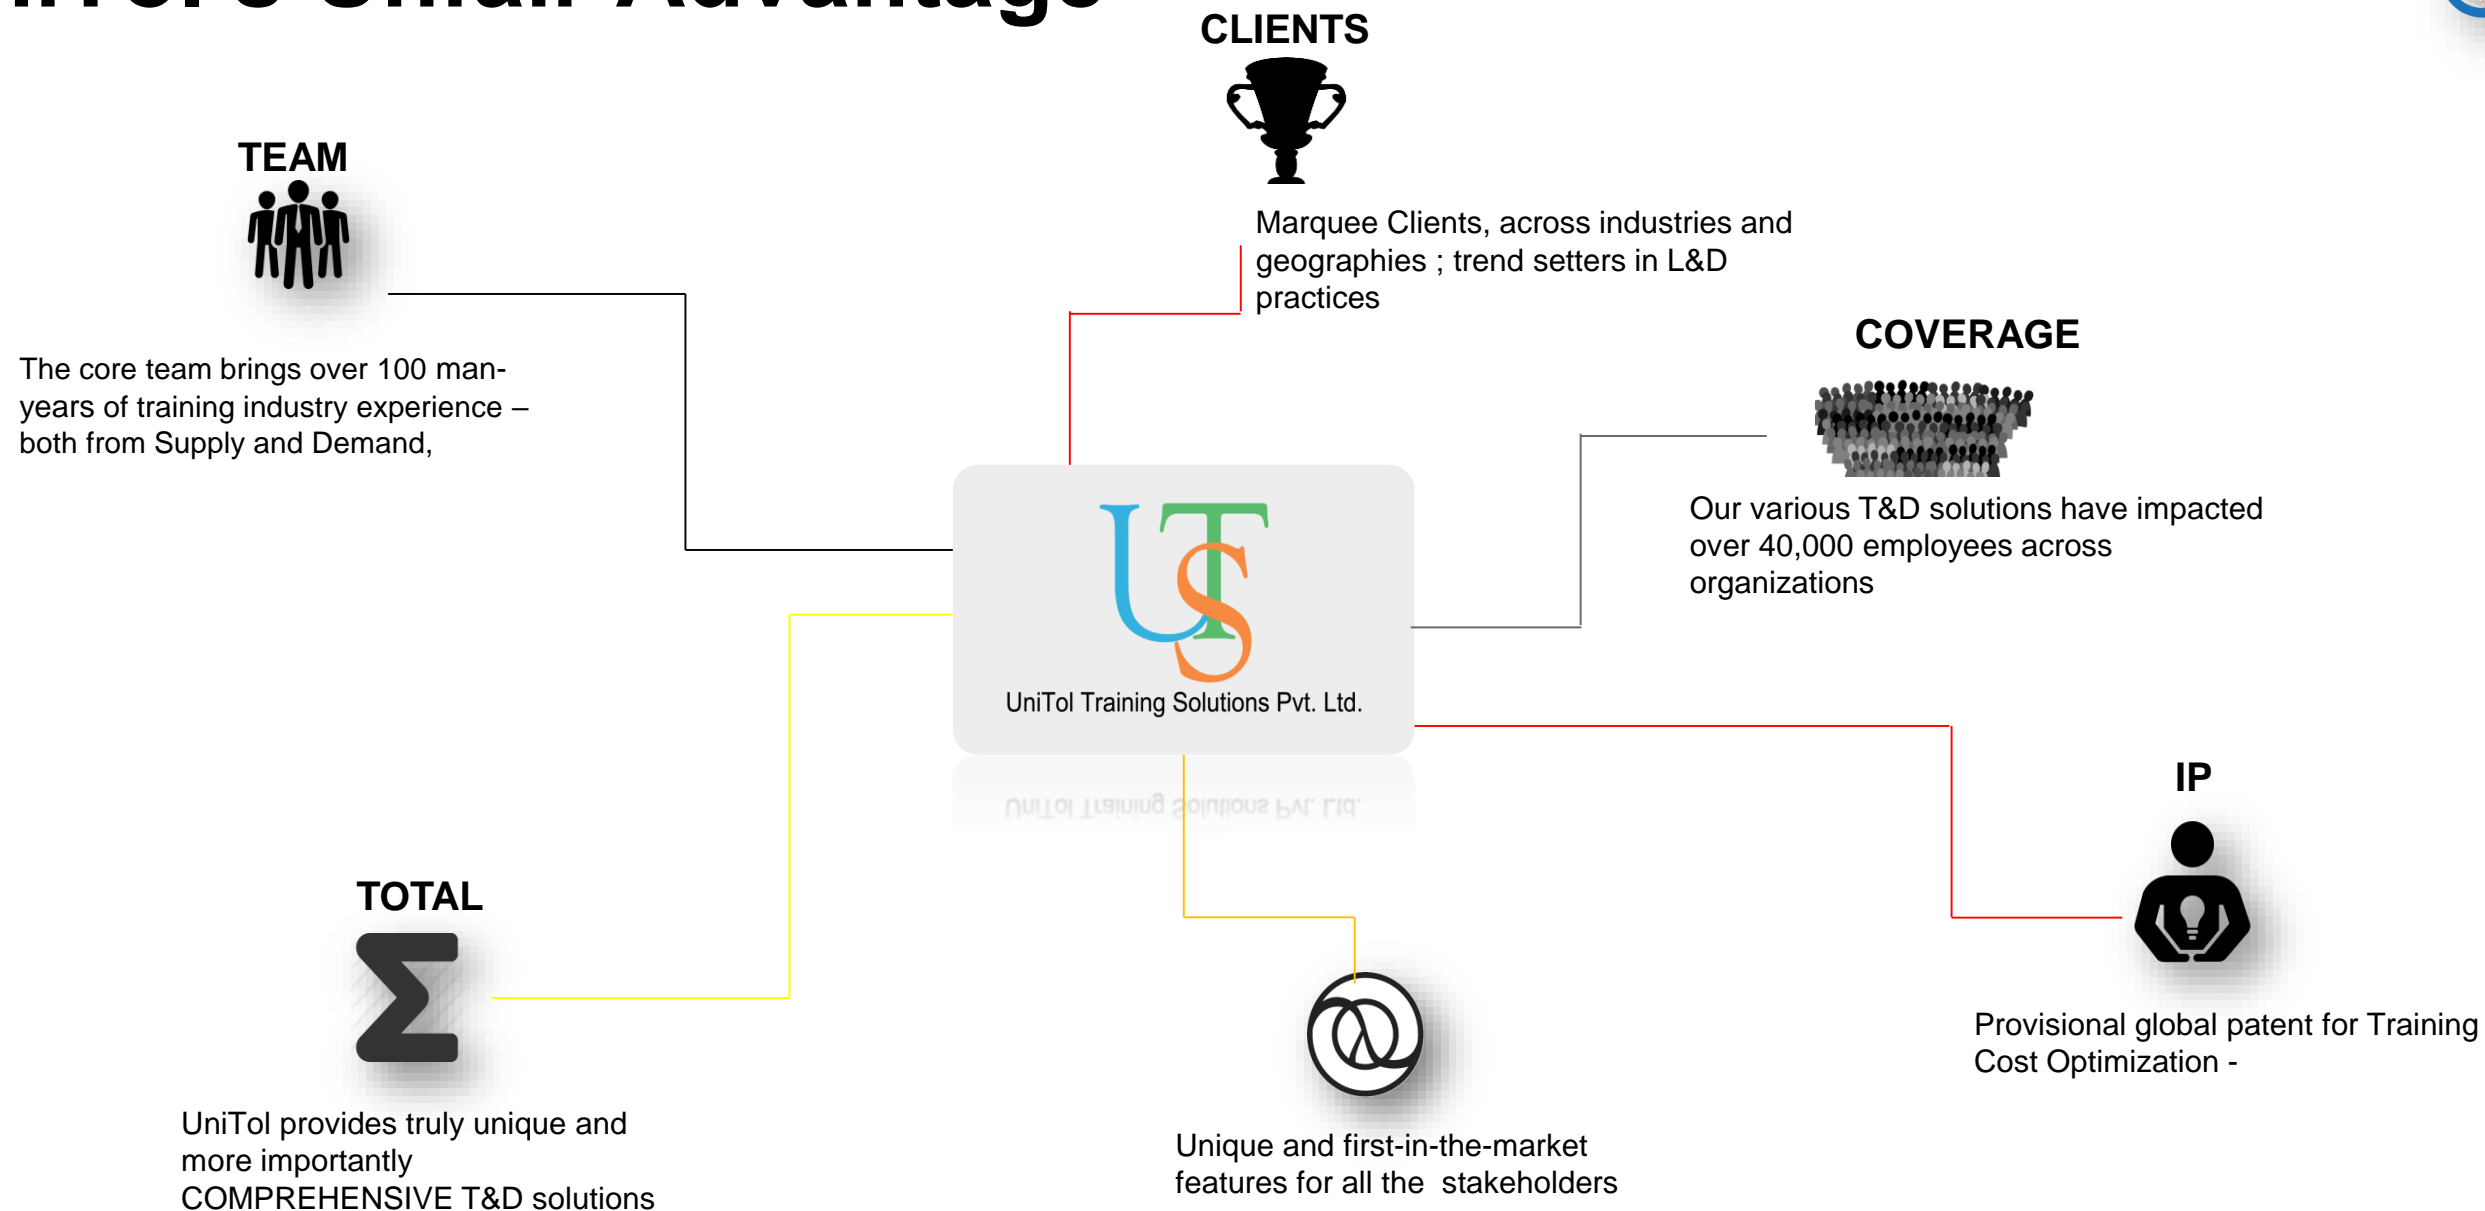 Advantage
CLIENTS
Marquee Clients, across industries and
geographies ; trend setters in L&D
practices
TEAM
The core team brings over 100 man-
years of training industry experience –
both from Supply and Demand,
COVERAGE
Our various T&D solutions have impacted
over 40,000 employees across
organizations
UTS
UniTol Training Solutions Pvt. Ltd.
IP
Provisional global patent for Training
Cost Optimization -
TOTAL
UniTol provides truly unique and
more importantly
COMPREHENSIVE T&D solutions
Unique and first-in-the-market
features for all the  stakeholders